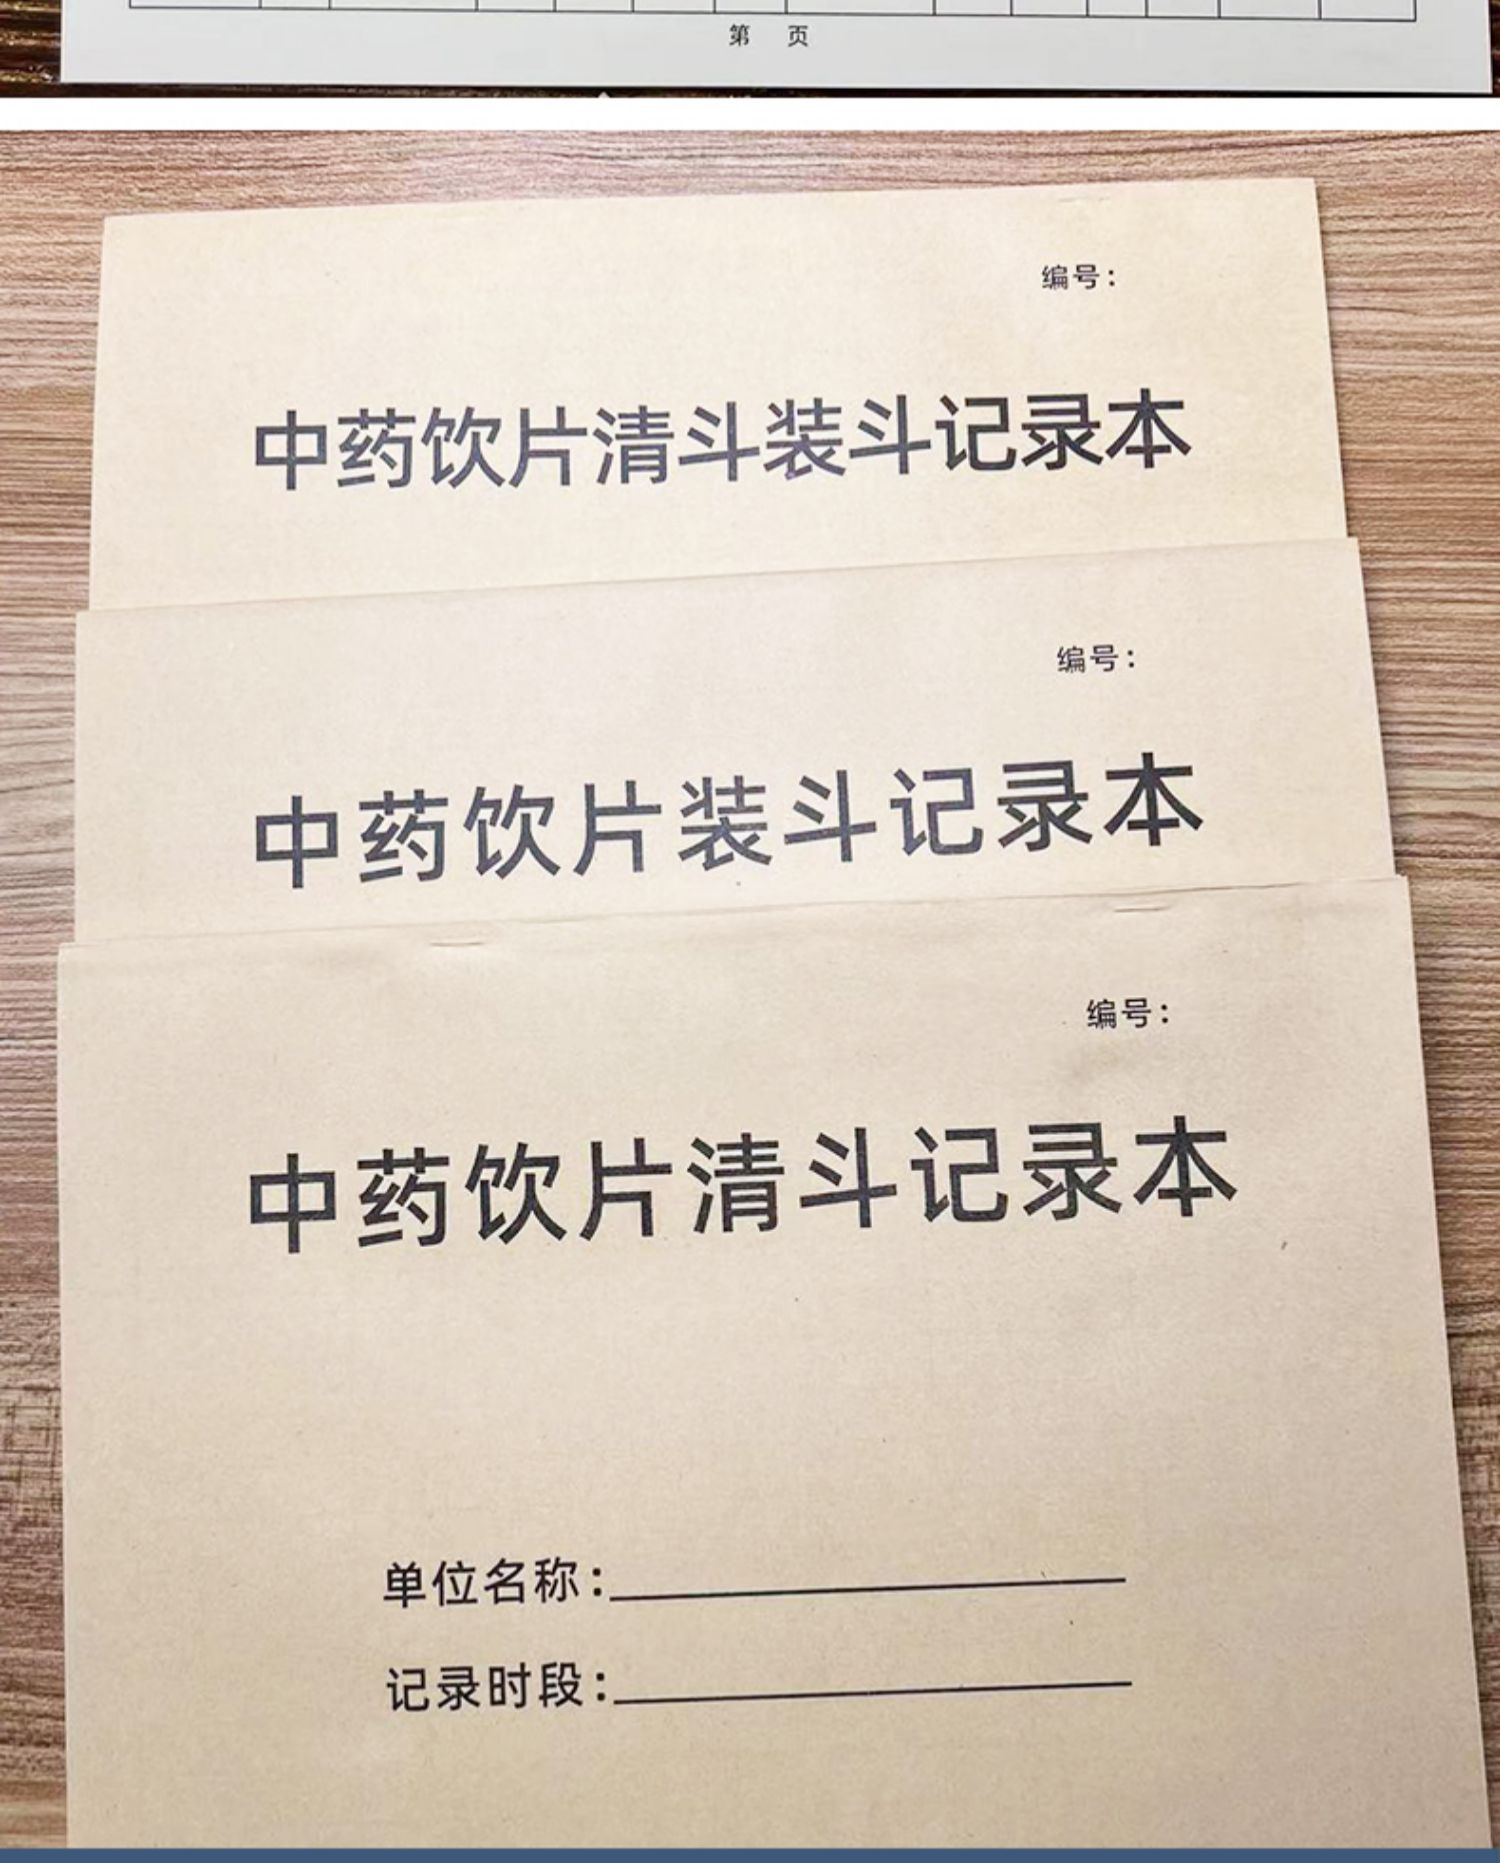 第 页
编号：
中药饮片清斗装斗记录本
编号：
中药饮片装斗记录本
编号：
中药饮片清斗记录本
单位名称：
记录时段：